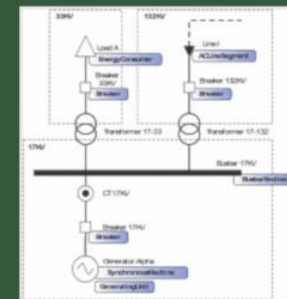 33KV
132KV
Load A
EnergyConsumer
Line I
ACLineSegment
Breaker
33KV
Breaker
Breaker 132KV
Breaker
Transformer 17-33
Transformer 17-132
17KV
Busbar 17KV
BusbarSection
CT 17KV
Breaker 17KV
Breaker
Generator Alpha
SynchronousMachine
GeneratingUnit